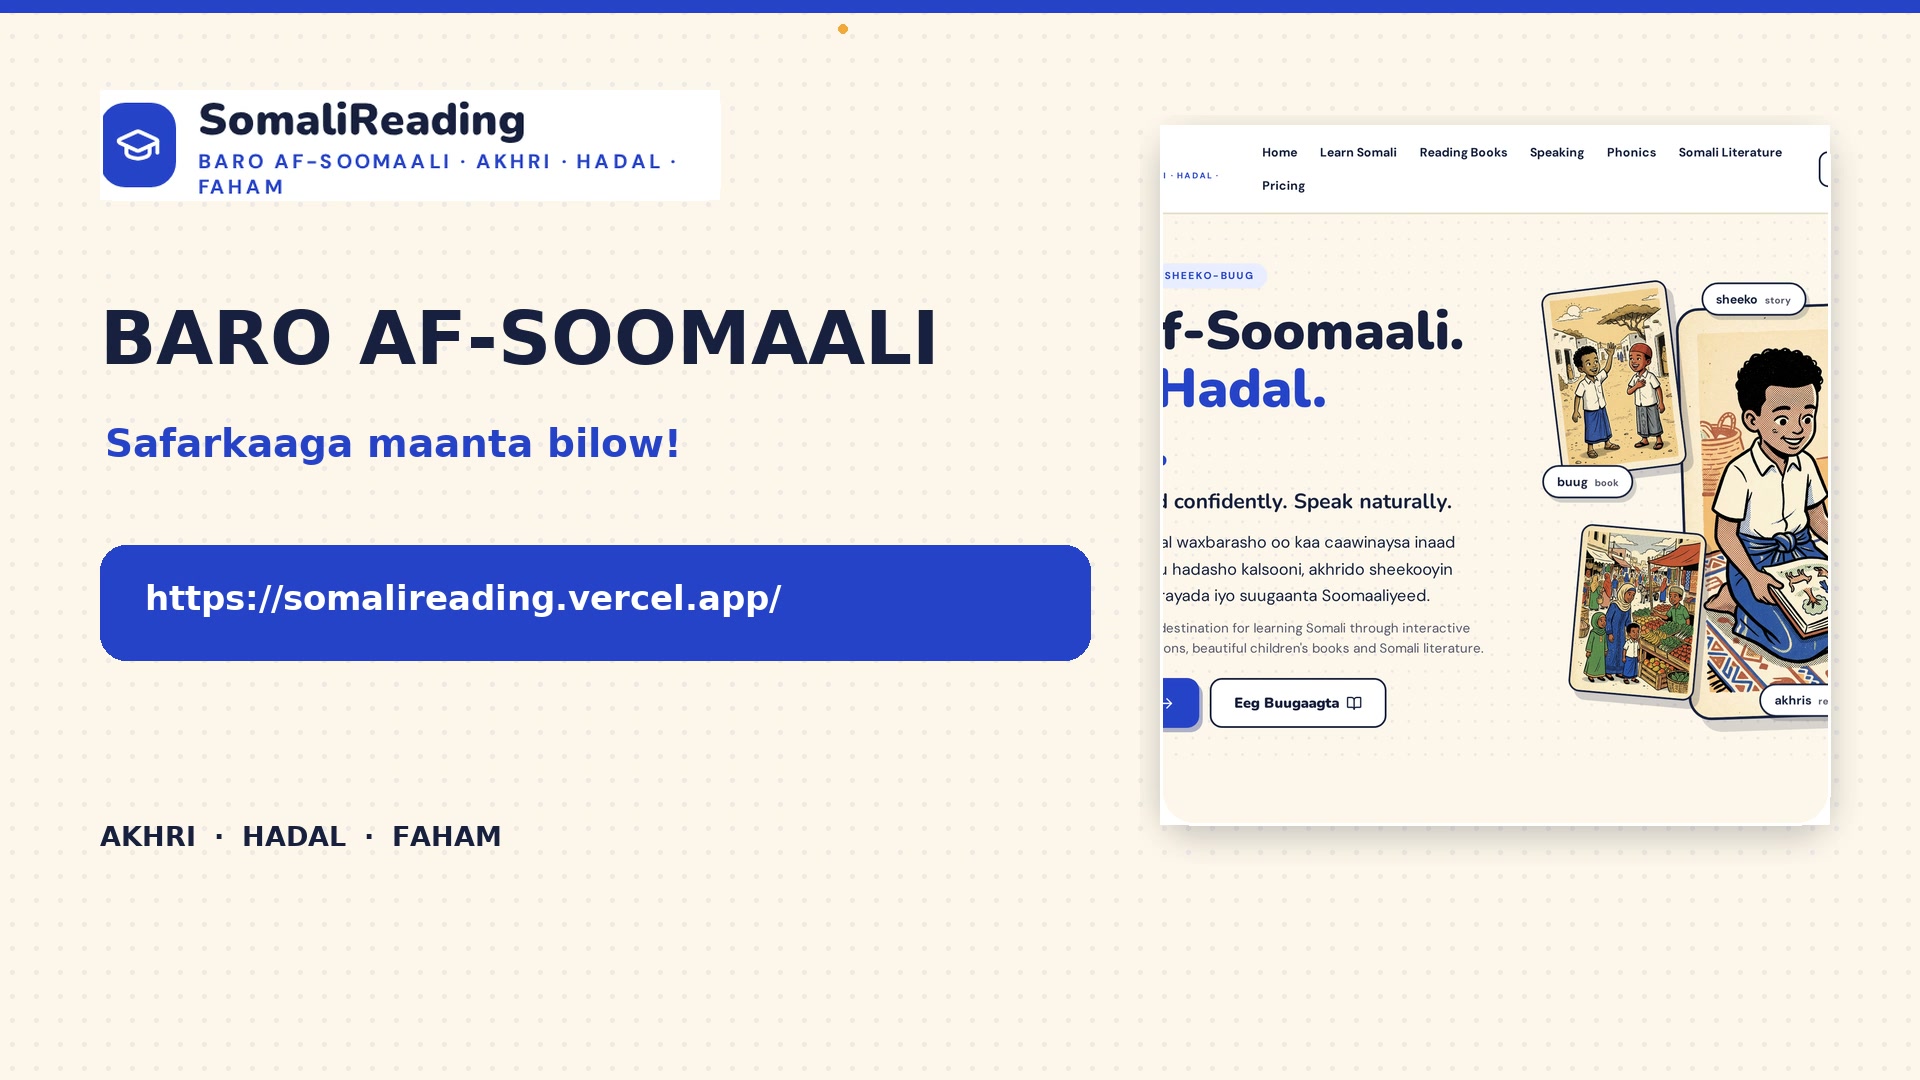 SomaliReading
BARO AF-SOOMAALI · AKHRI · HADAL ·
FAHAM
BARO AF-SOOMAALI
Safarkaaga maanta bilow!
https://somalireading.vercel.app/
AKHRI · HADAL · FAHAM
Home Learn Somali Reading Books Speaking Phonics Somali Literature
· HADAL ·
Pricing
SHEEKO-BUUG
f-Soomaali.
Hadal.
confidently. Speak naturally.
waxbarasho oo kaa caawinaysa inaad
hadasho kalsooni, akhrido sheekooyin
iyo suugaanta Soomaaliyeed.
destination for learning Somali through interactive
beautiful children's books and Somali literature.
Eeg Buugaagta
sheeko story
buug book
akhris